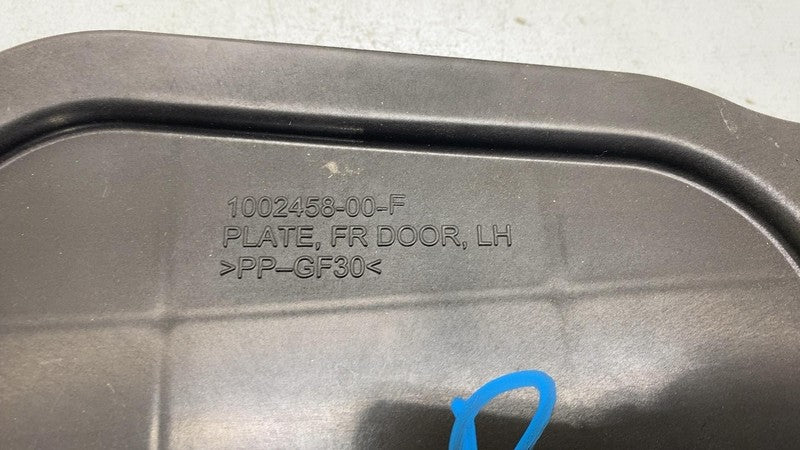 1002458-00-F
PLATE, FR DOOR, LH
>PP-GF30<